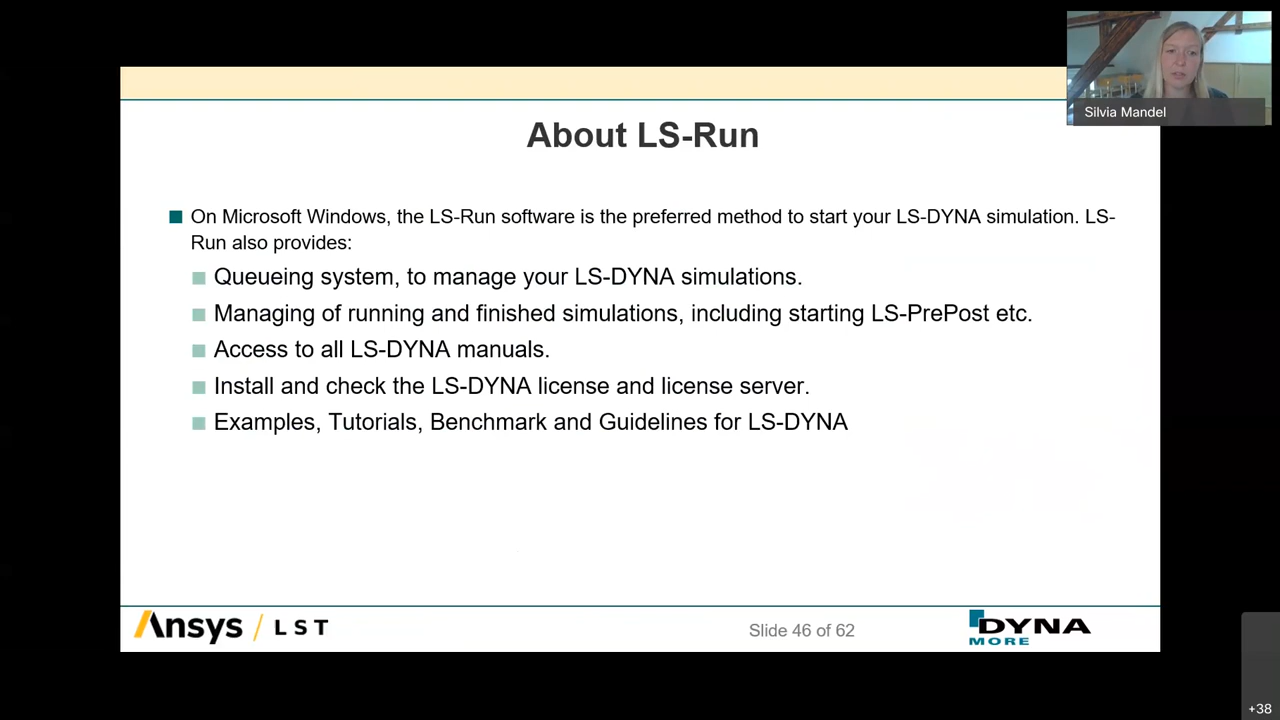 Silvia Mandel
About LS-Run
On Microsoft Windows, the LS-Run software is the preferred method to start your LS-DYNA simulation. LS-
Run also provides:
Queueing system, to manage your LS-DYNA simulations.
Managing of running and finished simulations, including starting LS-PrePost etc.
Access to all LS-DYNA manuals.
Install and check the LS-DYNA license and license server.
Examples, Tutorials, Benchmark and Guidelines for LS-DYNA
Ansys / LST
Slide 46 of 62
DYNA
MORE
+38